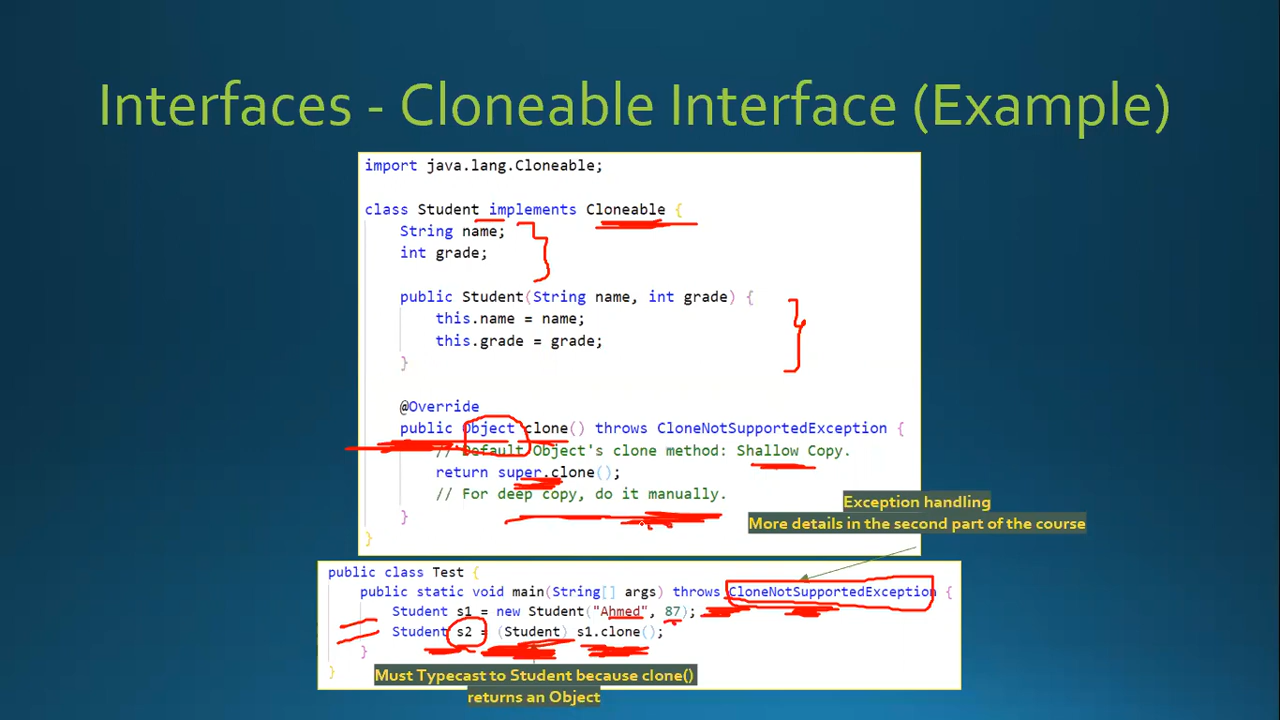 Interfaces - Cloneable Interface (Example)
import java.lang.Cloneable;
class Student implements Cloneable {
String name;
int grade;
public Student(String name, int grade) {
this.name = name;
this.grade = grade;
}
@Override
public Object clone() throws CloneNotSupportedException {
// Default Object's clone method: Shallow Copy.
return super.clone();
// For deep copy, do it manually.
}
}
Exception handling
More details in the second part of the course
public class Test {
public static void main(String[] args) throws CloneNotSupportedException {
Student s1 = new Student("Ahmed", 87);
Student s2 = (Student) s1.clone();
}
}
Must Typecast to Student because clone()
returns an Object